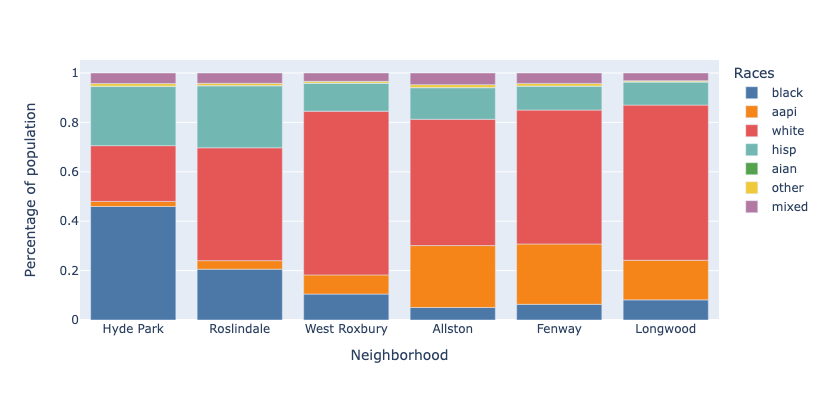 Races
black
aapi
white
hisp
aian
other
mixed
Percentage of population
1
0.8
0.6
0.4
0.2
0
Hyde Park
Roslindale
West Roxbury
Allston
Fenway
Longwood
Neighborhood